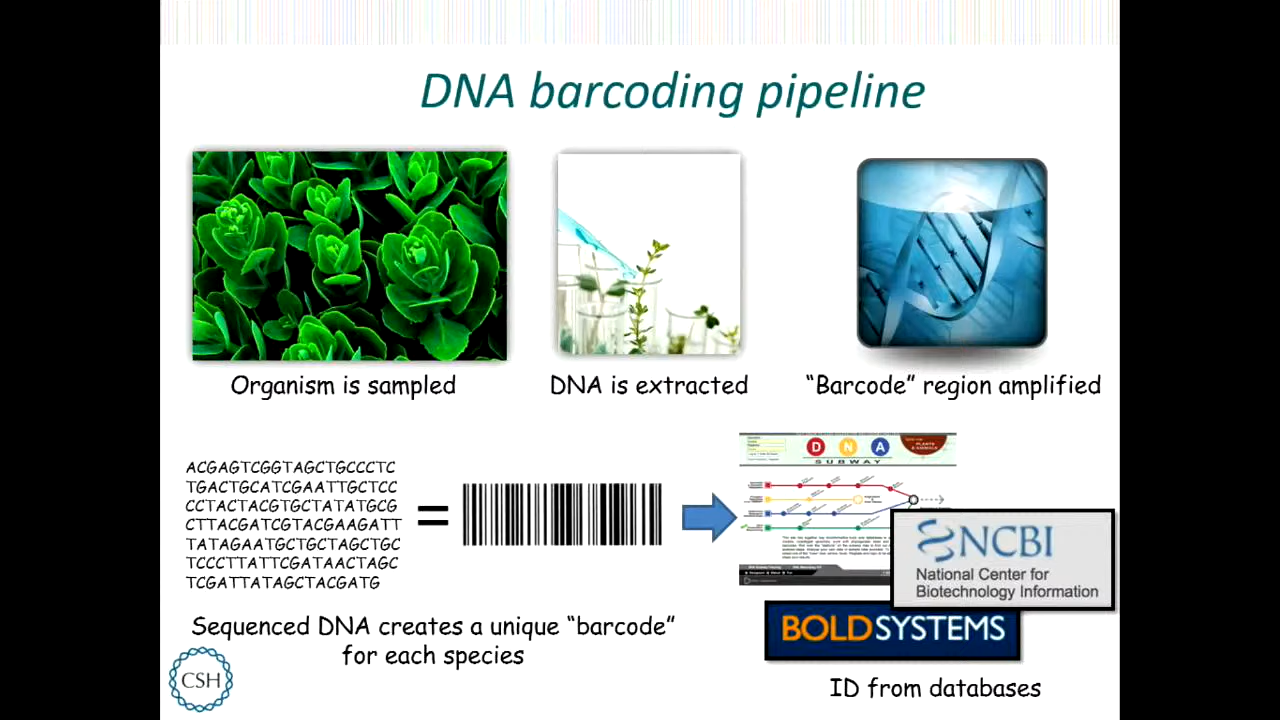 DNA barcoding pipeline
Organism is sampled
DNA is extracted
“Barcode” region amplified
ACGAGTCGGTAGCTGCCCTC
TGACTGCATCGAATTGCTCC
CCTACTACGTGCTATATGCG
CTTACGATCGTACGAAGATT
TATAGAATGCTGCTAGCTGC
TCCCTTATTCGATAACTAGC
TCGATTATAGCTACGATG
=
Sequenced DNA creates a unique “barcode”
for each species
D N A
SUBWAY
PLANTS
& ANIMALS
NCBI
National Center for
Biotechnology Information
BOLDSYSTEMS
ID from databases
CSH